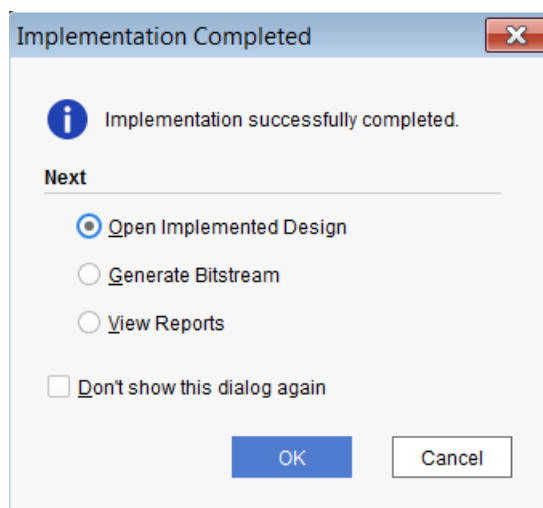 Implementation Completed
Implementation successfully completed.
Next
Open Implemented Design
Generate Bitstream
View Reports
Don't show this dialog again
OK
Cancel